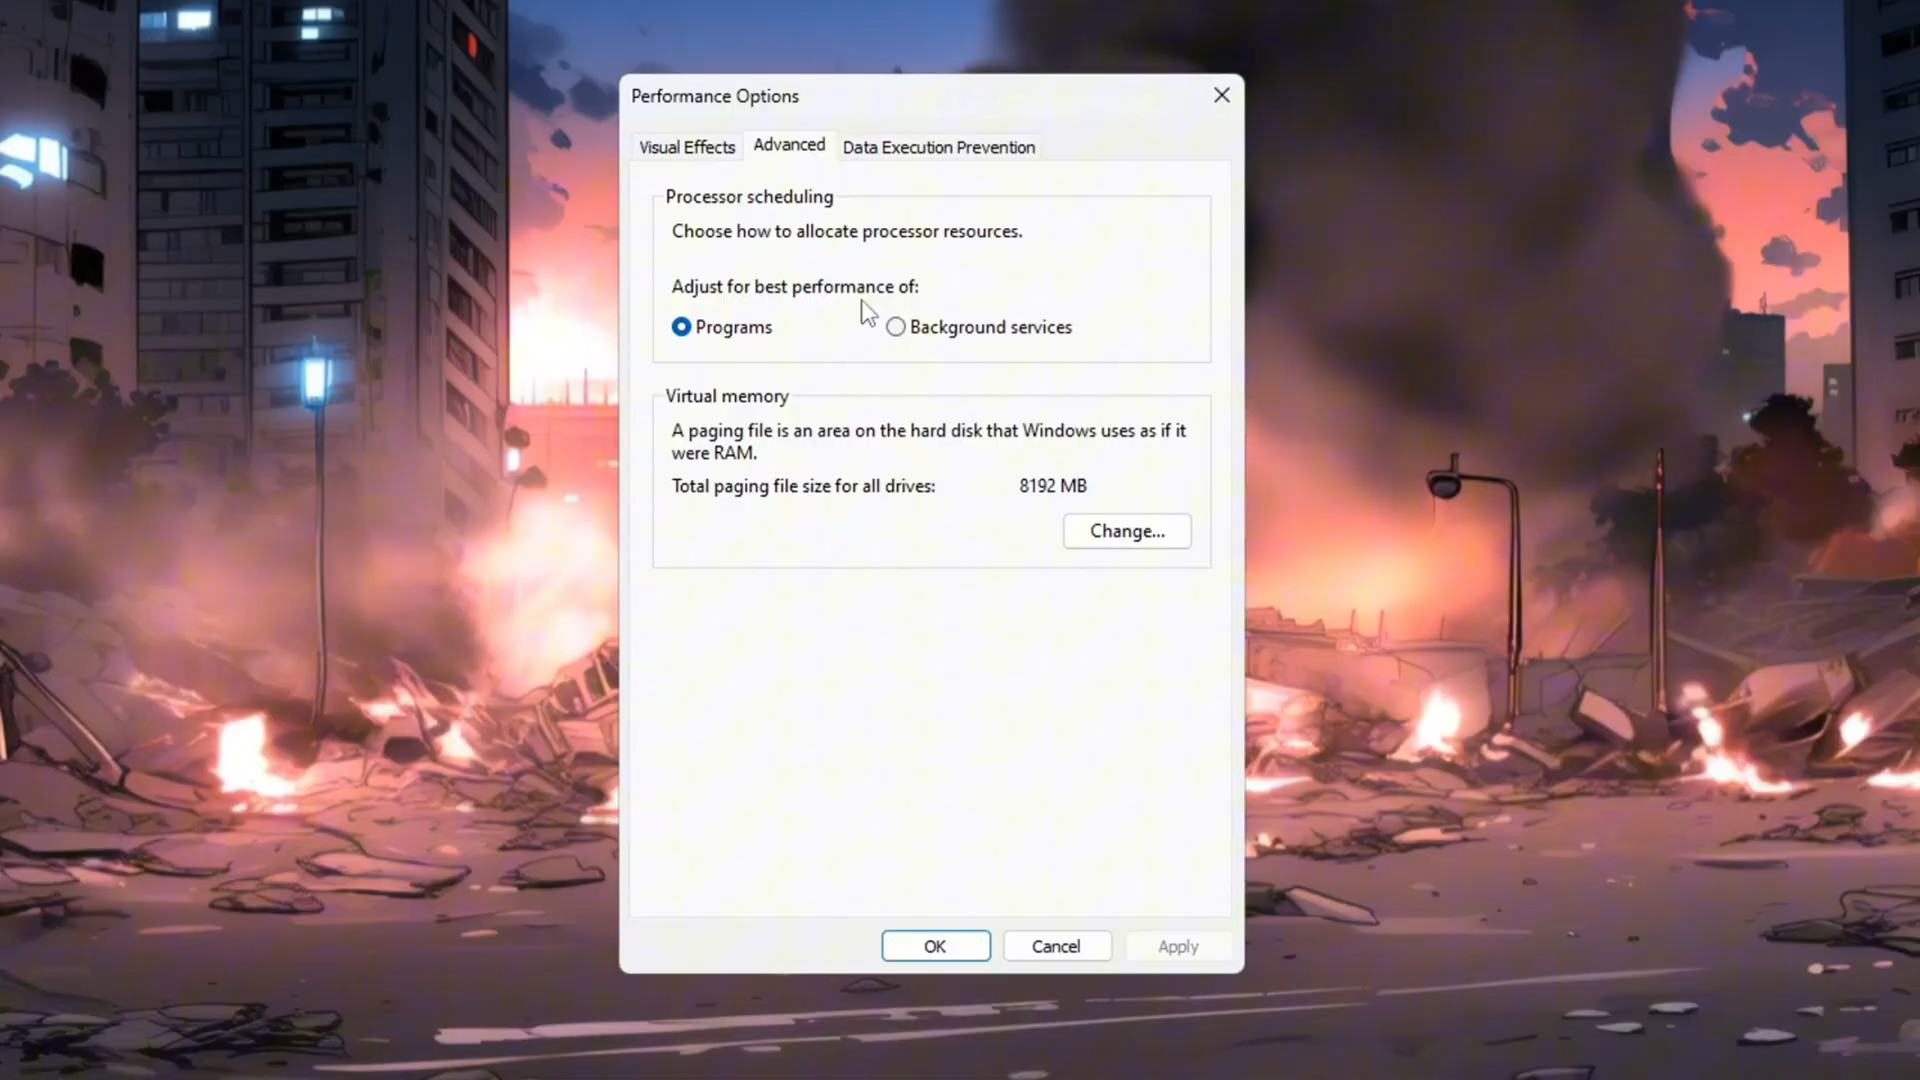 Performance Options
Visual Effects
Advanced
Data Execution Prevention
Processor scheduling
Choose how to allocate processor resources.
Adjust for best performance of:
Programs
Background services
Virtual memory
A paging file is an area on the hard disk that Windows uses as if it
were RAM.
Total paging file size for all drives: 8192 MB
Change...
OK
Cancel
Apply